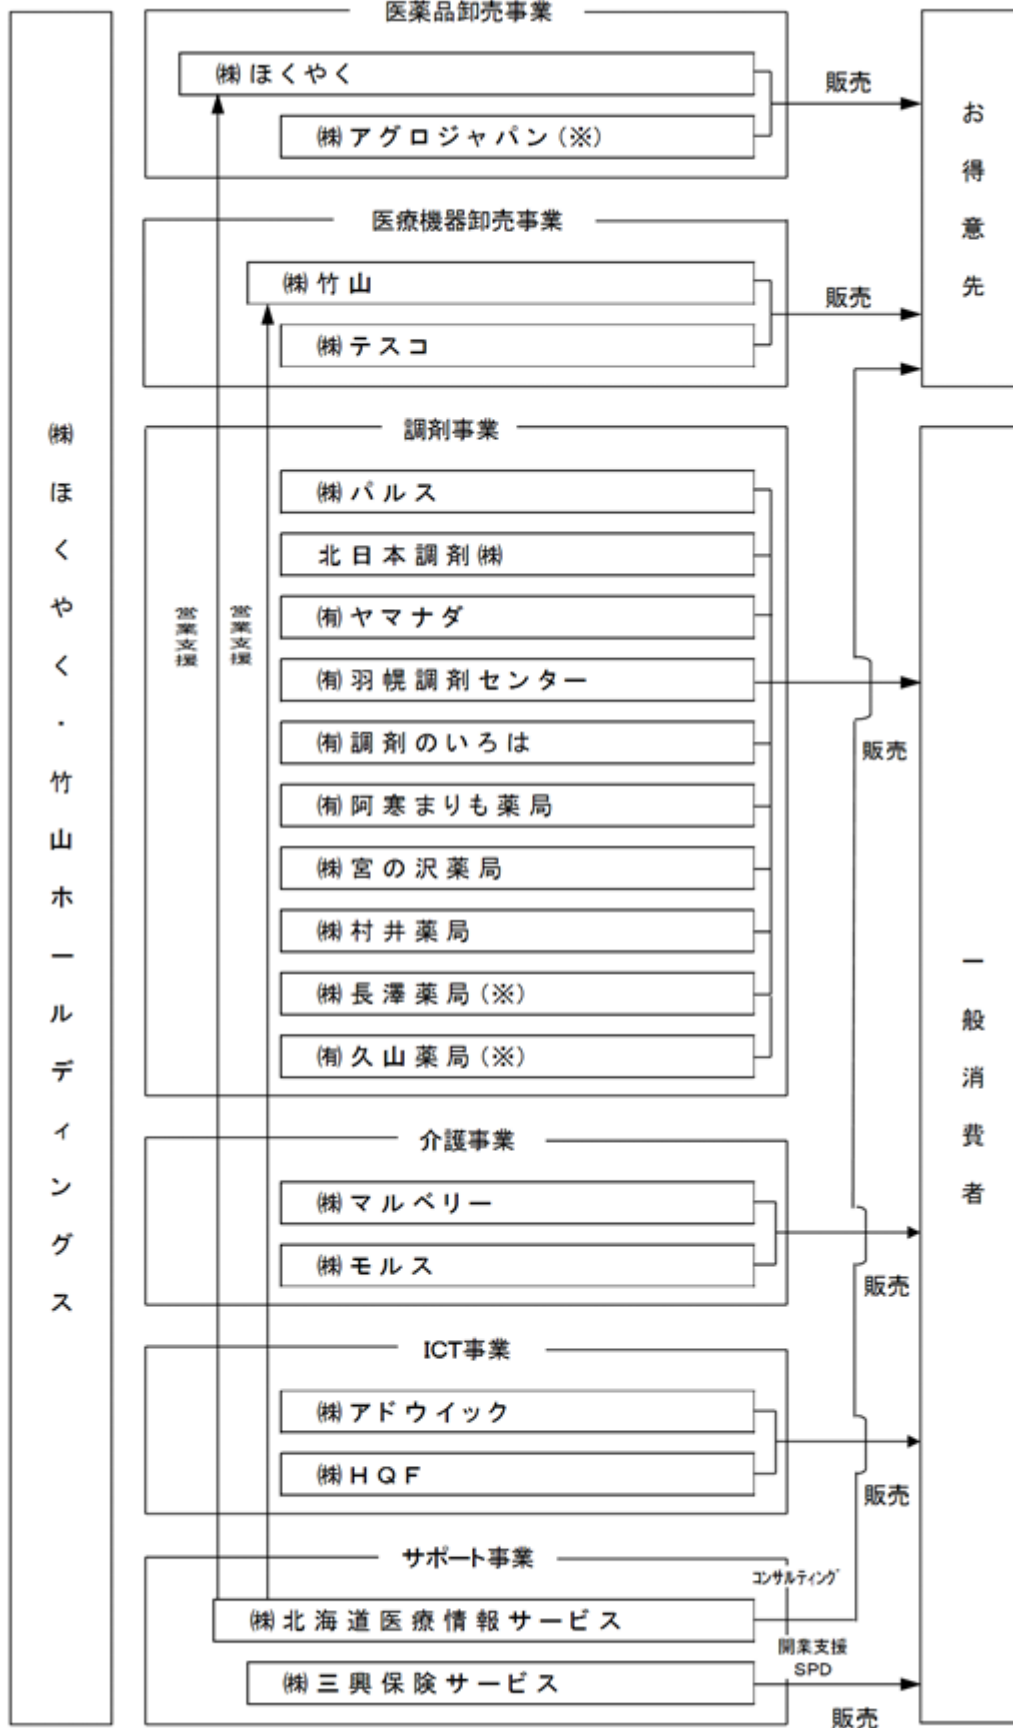 ㈱ほくやく・竹山ホールディングス
医薬品卸売事業
㈱ほくやく
㈱アグロジャパン(※)
販売
お得意先
医療機器卸売事業
㈱竹山
㈱テスコ
販売
調剤事業
㈱パルス
北日本調剤㈱
㈲ヤマナダ
㈲羽幌調剤センター
㈲調剤のいろは
㈲阿寒まりも薬局
㈱宮の沢薬局
㈱村井薬局
㈱長澤薬局(※)
㈲久山薬局(※)
営業支援
営業支援
販売
一般消費者
介護事業
㈱マルベリー
㈱モルス
販売
ICT事業
㈱アドウイック
㈱HQF
販売
サポート事業
コンサルティング
㈱北海道医療情報サービス
開業支援
SPD
㈱三興保険サービス
販売